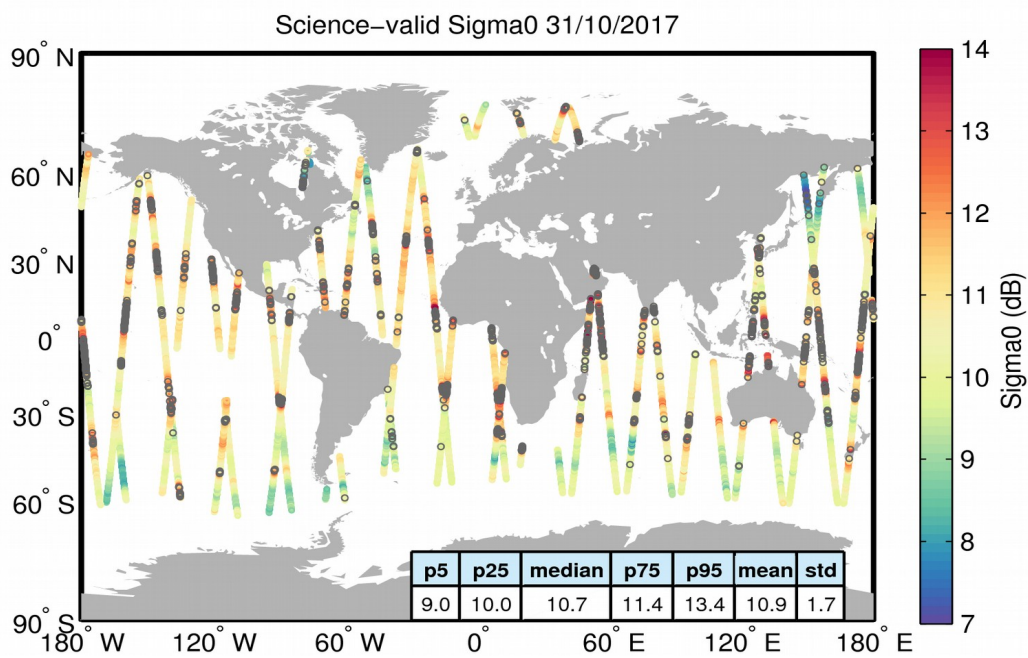 Science-valid Sigma0 31/10/2017
90° N
60° N
30° N
0°
30° S
60° S
90° S
180° W
120° W
60° W
0°
60° E
120° E
180° E
14
13
12
11
10
9
8
7
Sigma0 (dB)
p5 p25 median p75 p95 mean std
9.0 10.0 10.7 11.4 13.4 10.9 1.7